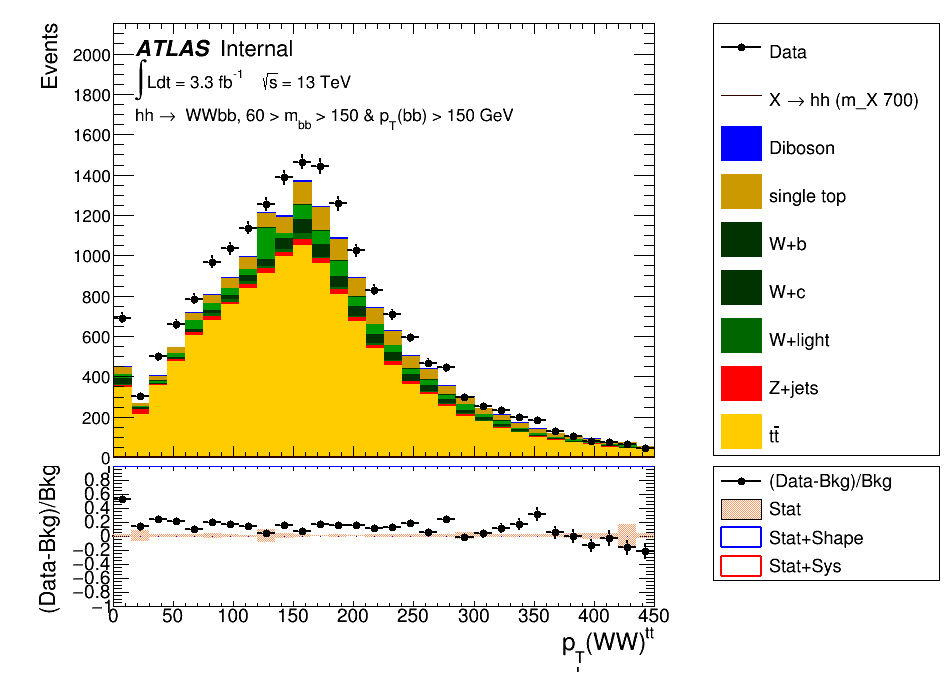 Events
2000
1800
1600
1400
1200
1000
800
600
400
200
0
ATLAS Internal
∫Ldt = 3.3 fb⁻¹ √s = 13 TeV
hh → WWbb, 60 > m_bb > 150 & p_T(bb) > 150 GeV
Data
X → hh (m_X 700)
Diboson
single top
W+b
W+c
W+light
Z+jets
tt̄
(Data-Bkg)/Bkg
0.8
0.6
0.4
0.2
0
−0.2
−0.4
−0.6
−0.8
−1
0 50 100 150 200 250 300 350 400 450
p_T(WW)^tt
(Data-Bkg)/Bkg
Stat
Stat+Shape
Stat+Sys